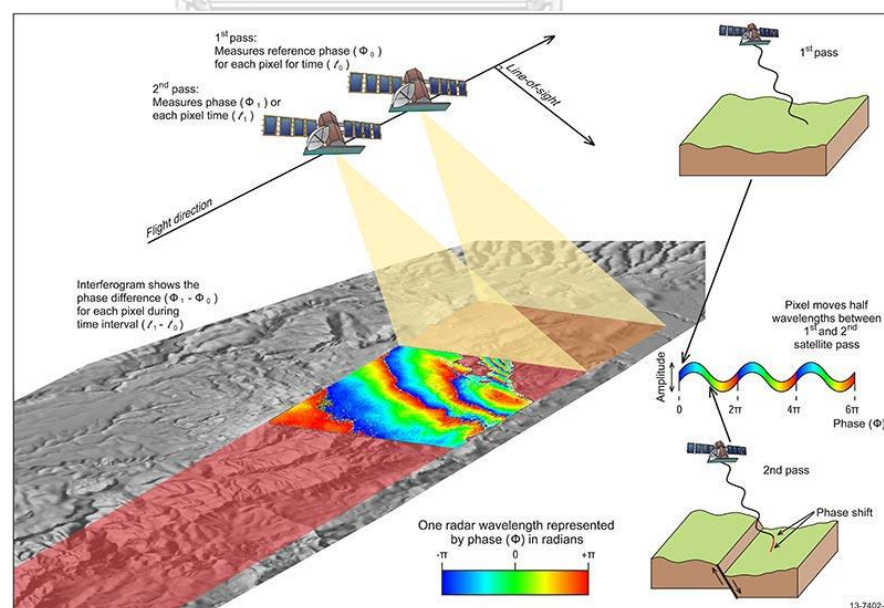 1st pass:
Measures reference phase (Φ0)
for each pixel for time (t0)
2nd pass:
Measures phase (Φ1) or
each pixel time (t1)
Line-of-sight
Flight direction
1st pass
Interferogram shows the
phase difference (Φ1 - Φ0)
for each pixel during
time interval (t1 - t0)
Pixel moves half
wavelengths between
1st and 2nd
satellite pass
Amplitude
0 2π 4π 6π
Phase (Φ)
2nd pass
Phase shift
One radar wavelength represented
by phase (Φ) in radians
-π 0 +π